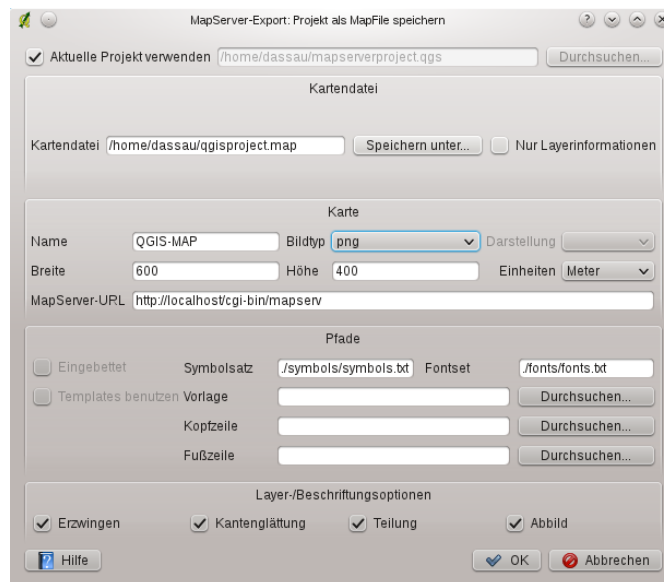 MapServer-Export: Projekt als MapFile speichern
Aktuelle Projekt verwenden /home/dassau/mapserverproject.qgs Durchsuchen...
Kartendatei
Kartendatei /home/dassau/qgisproject.map Speichern unter... Nur Layerinformationen
Karte
Name QGIS-MAP Bildtyp png Darstellung
Breite 600 Höhe 400 Einheiten Meter
MapServer-URL http://localhost/cgi-bin/mapserv
Pfade
Eingebettet Symbolsatz ./symbols/symbols.txt Fontset ./fonts/fonts.txt
Templates benutzen Vorlage Durchsuchen...
Kopfzeile Durchsuchen...
Fußzeile Durchsuchen...
Layer-/Beschriftungsoptionen
Erzwingen Kantenglättung Teilung Abbild
Hilfe OK Abbrechen